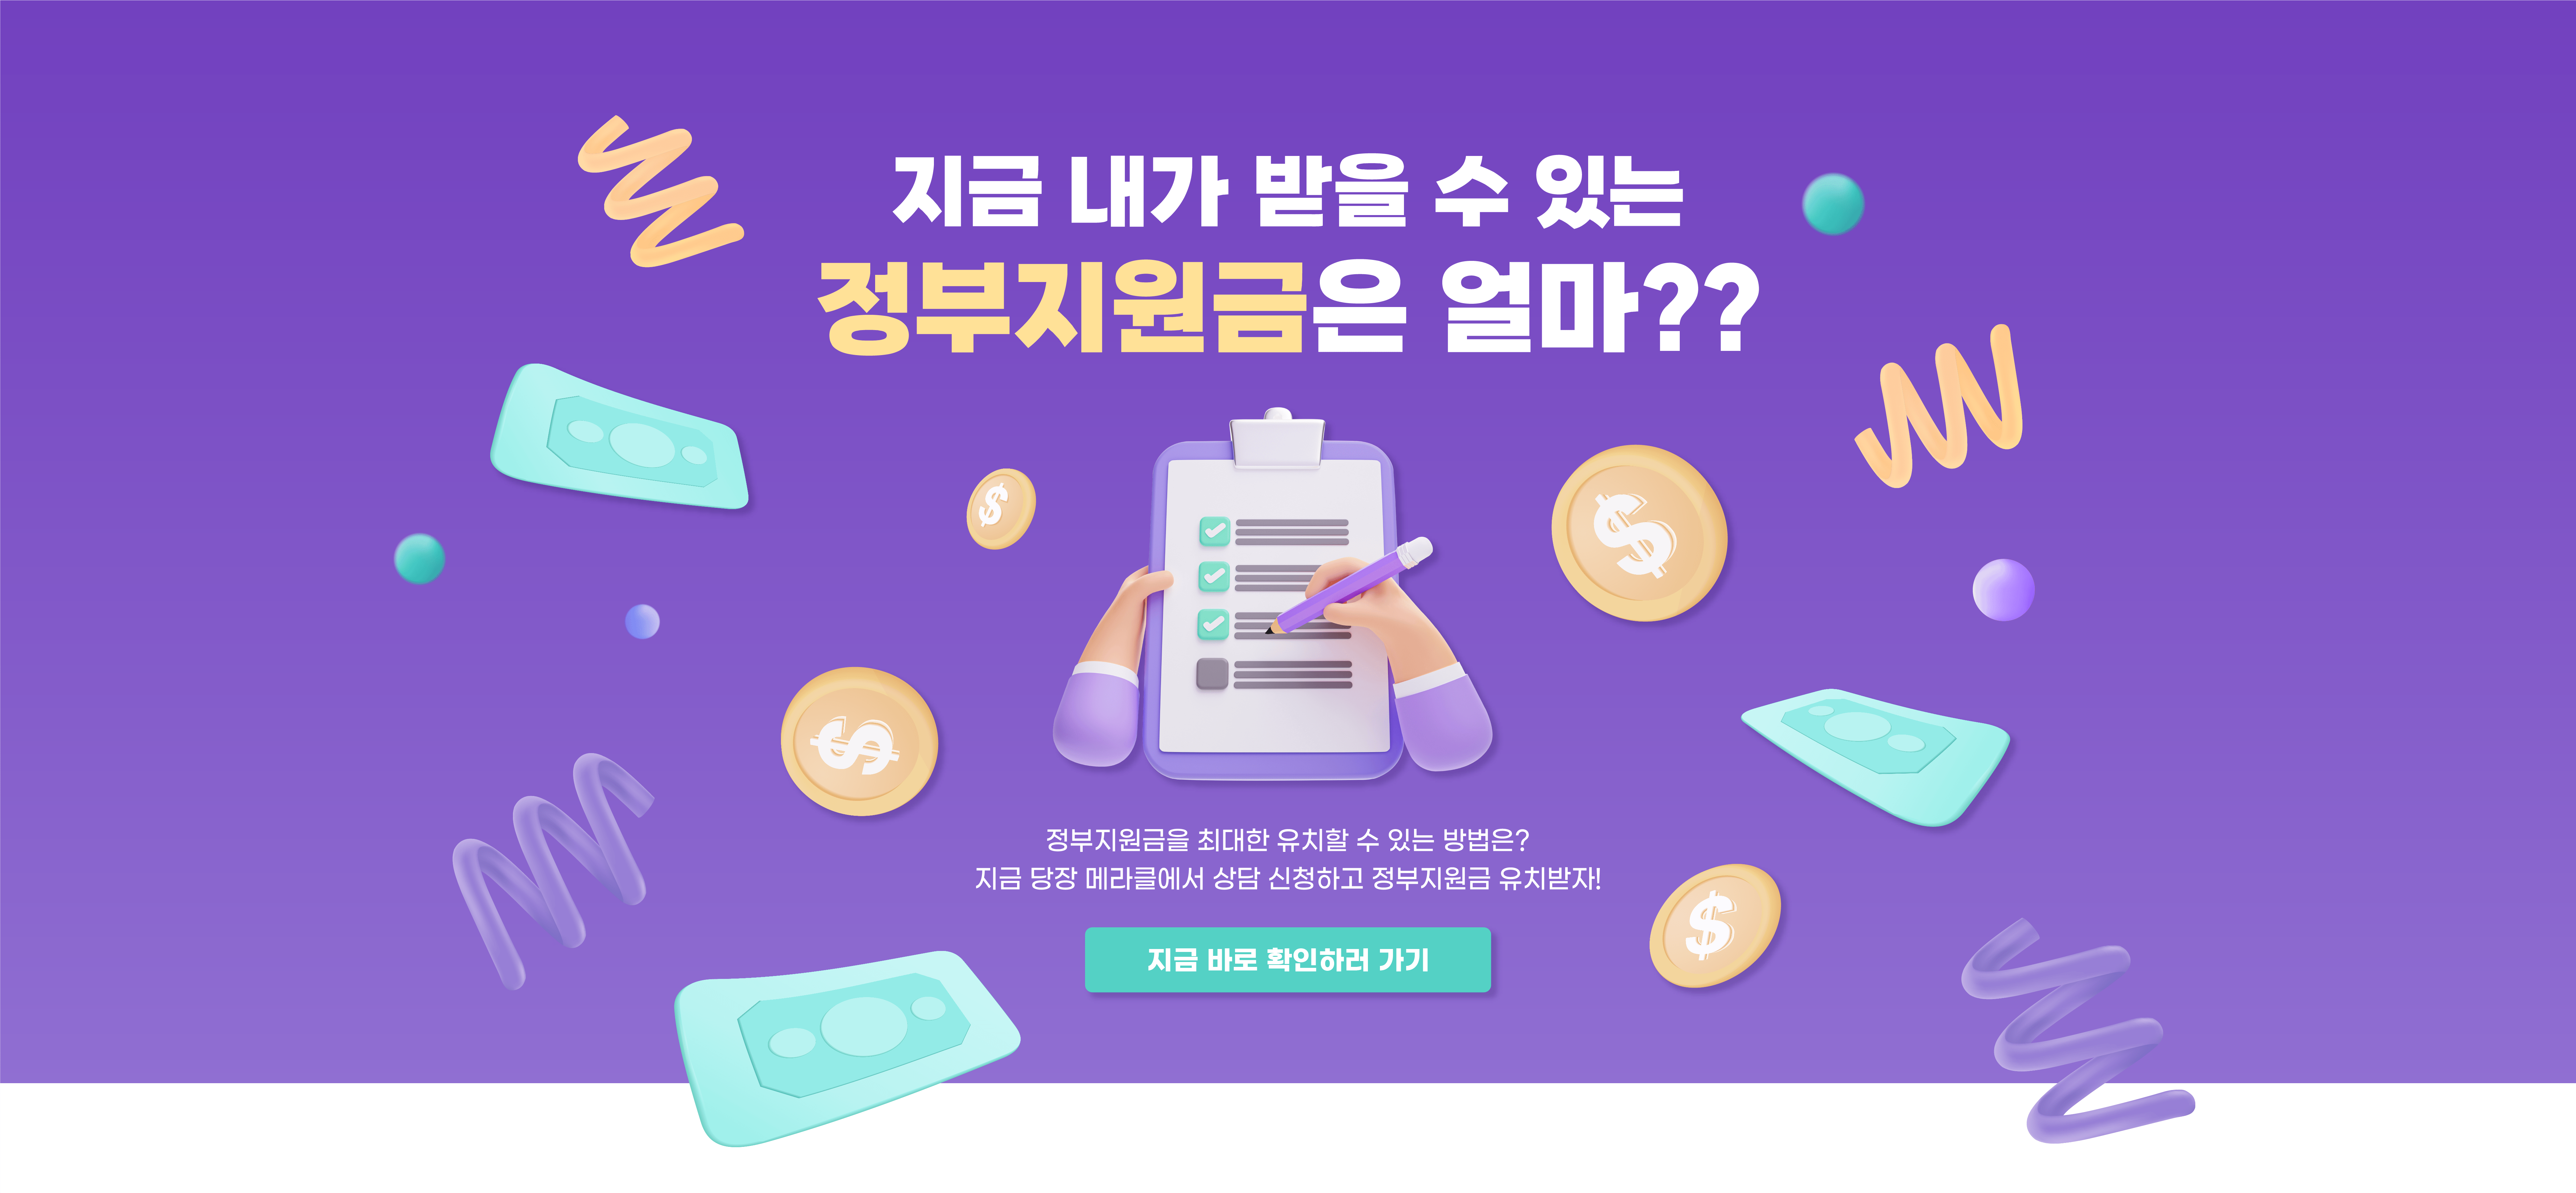 지금 내가 받을 수 있는
정부지원금은 얼마??
정부지원금을 최대한 유치할 수 있는 방법은?
지금 당장 메라클에서 상담 신청하고 정부지원금 유치받자!
지금 바로 확인하러 가기